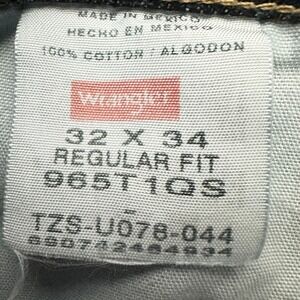 MADE IN MEXICO
HECHO EN MEXICO
100% COTTON / ALGODON
Wrangler
32 X 34
REGULAR FIT
965T1QS
TZS-U078-044